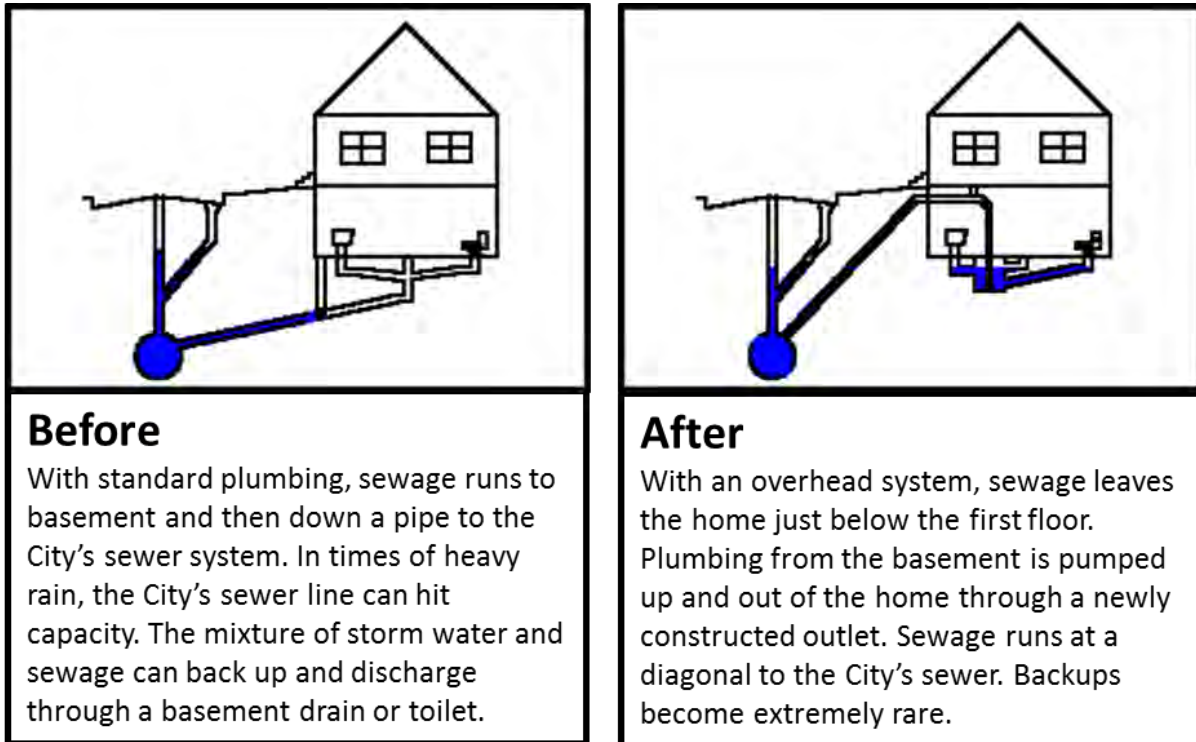 Before
With standard plumbing, sewage runs to
basement and then down a pipe to the
City’s sewer system. In times of heavy
rain, the City’s sewer line can hit
capacity. The mixture of storm water and
sewage can back up and discharge
through a basement drain or toilet.
After
With an overhead system, sewage leaves
the home just below the first floor.
Plumbing from the basement is pumped
up and out of the home through a newly
constructed outlet. Sewage runs at a
diagonal to the City’s sewer. Backups
become extremely rare.